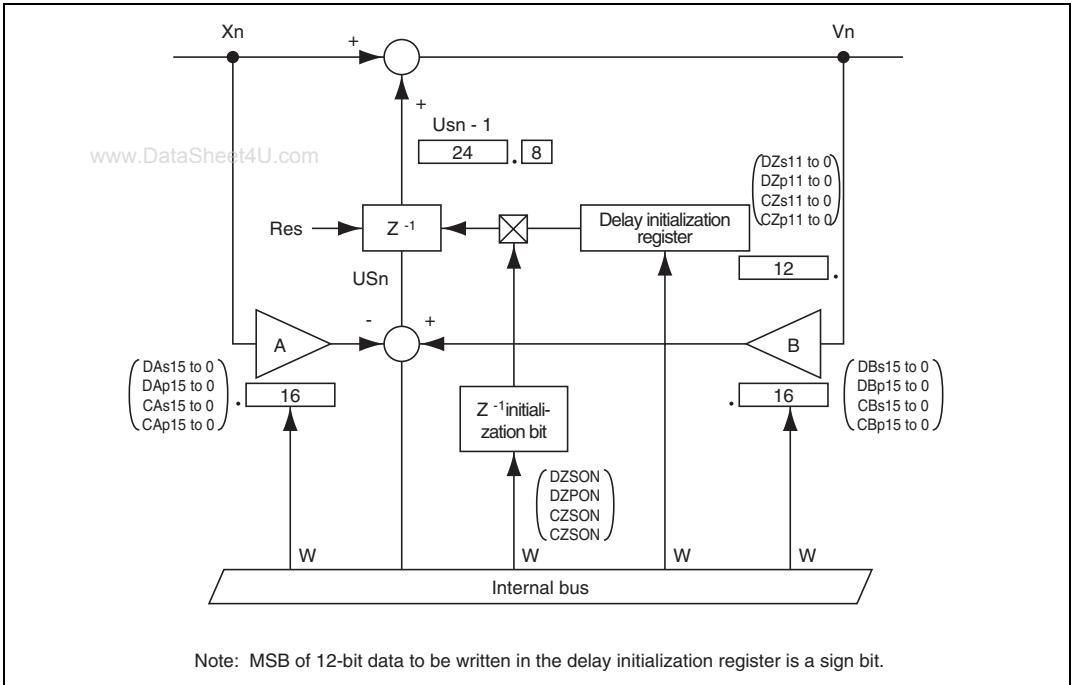 Xn
Vn
+
+
Usn - 1
24 . 8
www.DataSheet4U.com
DZs11 to 0
DZp11 to 0
CZs11 to 0
CZp11 to 0
Res
Z -1
Delay initialization
register
12 .
USn
-
+
A
B
DAs15 to 0
DAp15 to 0
CAs15 to 0
CAp15 to 0
. 16
Z -1 initiali-
zation bit
. 16
DBs15 to 0
DBp15 to 0
CBs15 to 0
CBp15 to 0
DZSON
DZPON
CZSON
CZSON
W
W
W
W
Internal bus
Note: MSB of 12-bit data to be written in the delay initialization register is a sign bit.